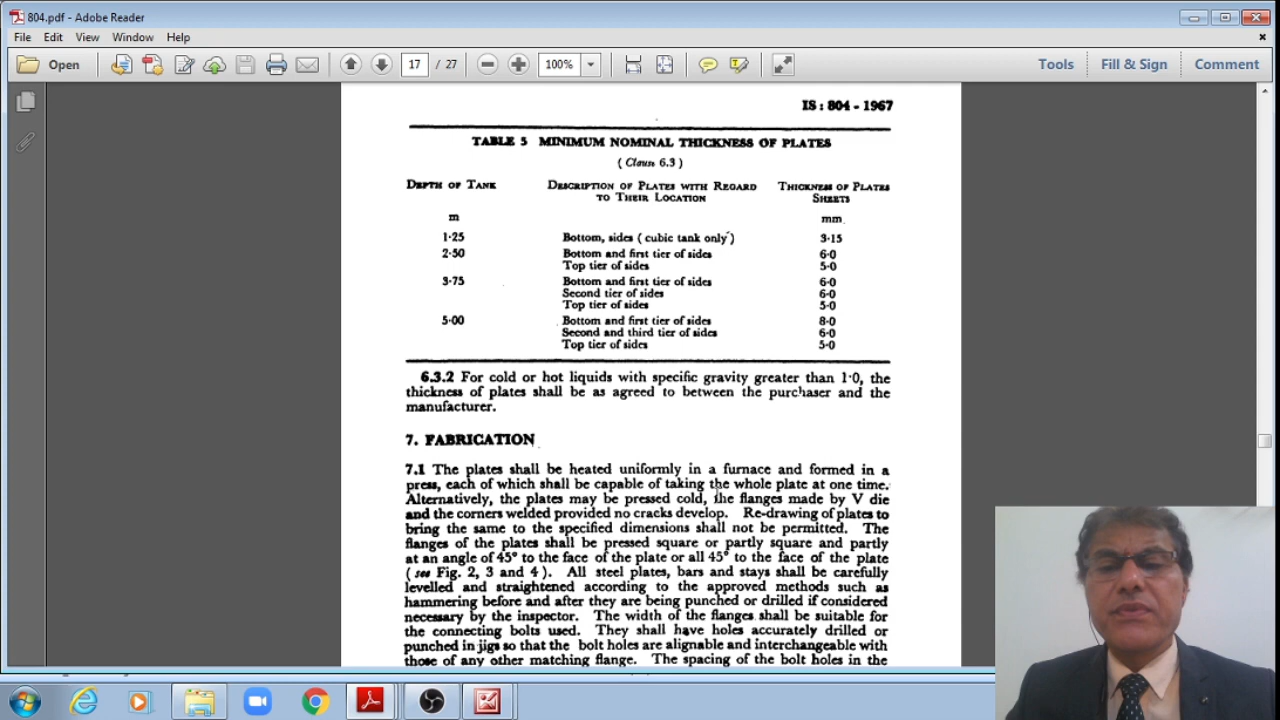 804.pdf - Adobe Reader
File Edit View Window Help
Open 17 / 27 100% Tools Fill & Sign Comment
IS : 804 - 1967
TABLE 5 MINIMUM NOMINAL THICKNESS OF PLATES
( Clause 6.3 )
DEPTH OF TANK DESCRIPTION OF PLATES WITH REGARD THICKNESS OF PLATES
TO THEIR LOCATION SHEETS
m mm
1·25 Bottom, sides ( cubic tank only ) 3·15
2·50 Bottom and first tier of sides 6·0
Top tier of sides 5·0
3·75 Bottom and first tier of sides 6·0
Second tier of sides 6·0
Top tier of sides 5·0
5·00 Bottom and first tier of sides 8·0
Second and third tier of sides 6·0
Top tier of sides 5·0
6.3.2 For cold or hot liquids with specific gravity greater than 1·0, the
thickness of plates shall be as agreed to between the purchaser and the
manufacturer.
7. FABRICATION
7.1 The plates shall be heated uniformly in a furnace and formed in a
press, each of which shall be capable of taking the whole plate at one time.
Alternatively, the plates may be pressed cold, the flanges made by V die
and the corners welded provided no cracks develop. Re-drawing of plates to
bring the same to the specified dimensions shall not be permitted. The
flanges of the plates shall be pressed square or partly square and partly
at an angle of 45° to the face of the plate or all 45° to the face of the plate
( see Fig. 2, 3 and 4 ). All steel plates, bars and stays shall be carefully
levelled and straightened according to the approved methods such as
hammering before and after they are being punched or drilled if considered
necessary by the inspector. The width of the flanges shall be suitable for
the connecting bolts used. They shall have holes accurately drilled or
punched in jigs so that the bolt holes are alignable and interchangeable with
those of any other matching flange. The spacing of the bolt holes in the